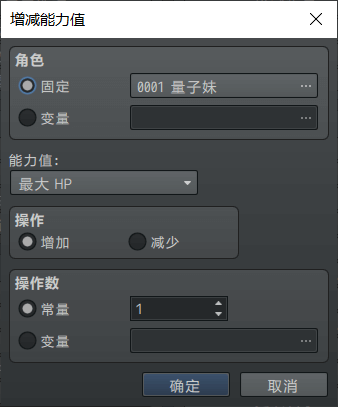 增减能力值
角色
固定 0001 量子妹 ...
变量 ...
能力值：
最大 HP
操作
增加 减少
操作数
常量 1
变量 ...
确定 取消